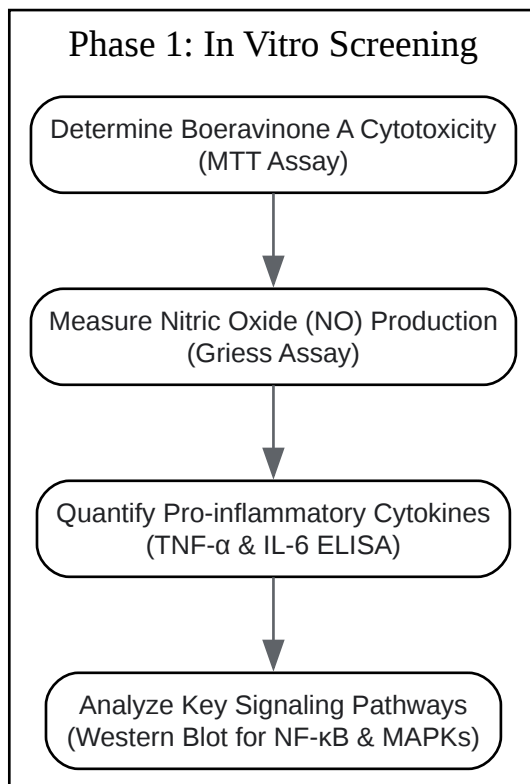 Phase 1: In Vitro Screening
Determine Boeravinone A Cytotoxicity
(MTT Assay)
Measure Nitric Oxide (NO) Production
(Griess Assay)
Quantify Pro-inflammatory Cytokines
(TNF-α & IL-6 ELISA)
Analyze Key Signaling Pathways
(Western Blot for NF-κB & MAPKs)